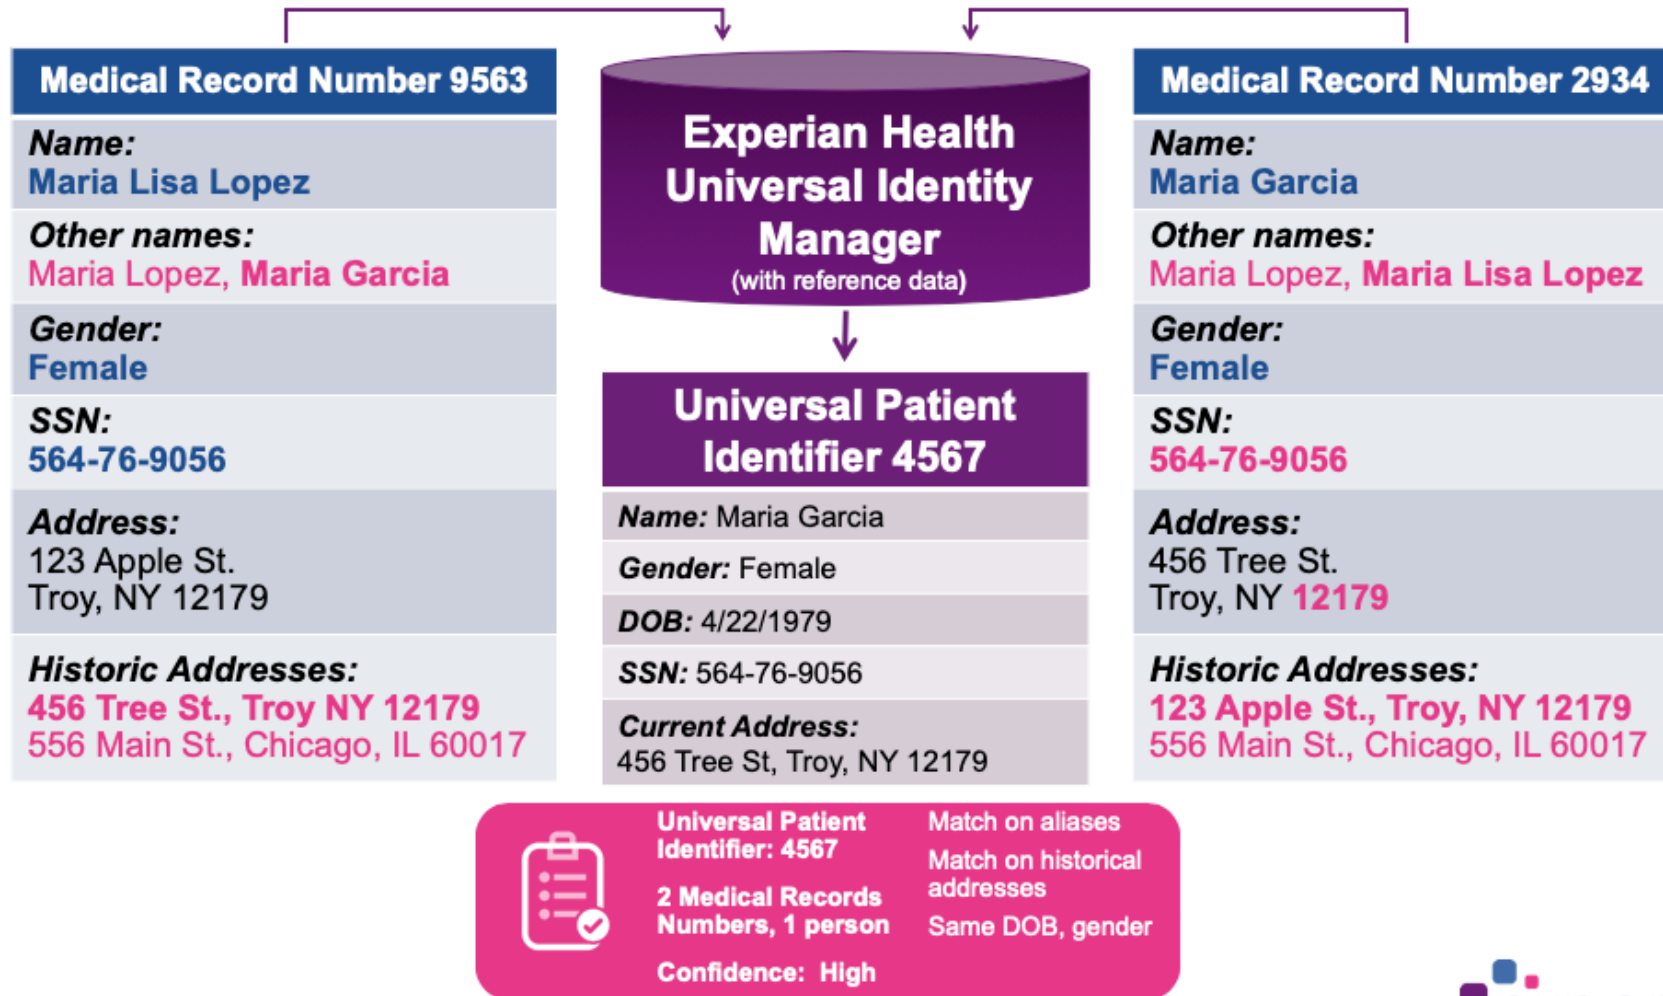 Medical Record Number 9563
Name:
Maria Lisa Lopez
Other names:
Maria Lopez, Maria Garcia
Gender:
Female
SSN:
564-76-9056
Address:
123 Apple St.
Troy, NY 12179
Historic Addresses:
456 Tree St., Troy NY 12179
556 Main St., Chicago, IL 60017
Experian Health
Universal Identity
Manager
(with reference data)
Universal Patient
Identifier 4567
Name: Maria Garcia
Gender: Female
DOB: 4/22/1979
SSN: 564-76-9056
Current Address:
456 Tree St, Troy, NY 12179
Medical Record Number 2934
Name:
Maria Garcia
Other names:
Maria Lopez, Maria Lisa Lopez
Gender:
Female
SSN:
564-76-9056
Address:
456 Tree St.
Troy, NY 12179
Historic Addresses:
123 Apple St., Troy, NY 12179
556 Main St., Chicago, IL 60017
Universal Patient
Identifier: 4567
2 Medical Records
Numbers, 1 person
Confidence: High
Match on aliases
Match on historical
addresses
Same DOB, gender